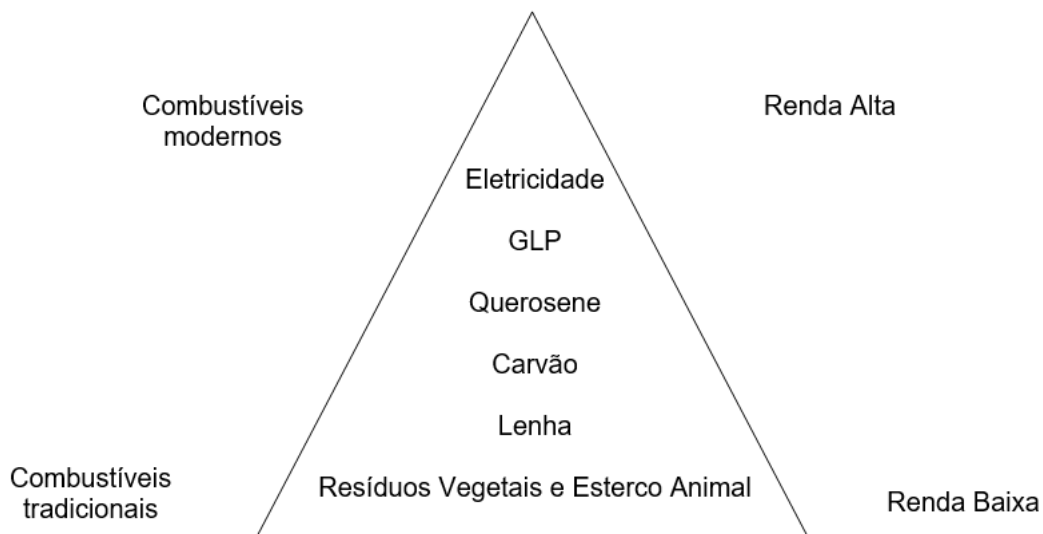 Combustíveis
modernos
Renda Alta
Eletricidade
GLP
Querosene
Carvão
Lenha
Combustíveis
tradicionais
Resíduos Vegetais e Esterco Animal
Renda Baixa